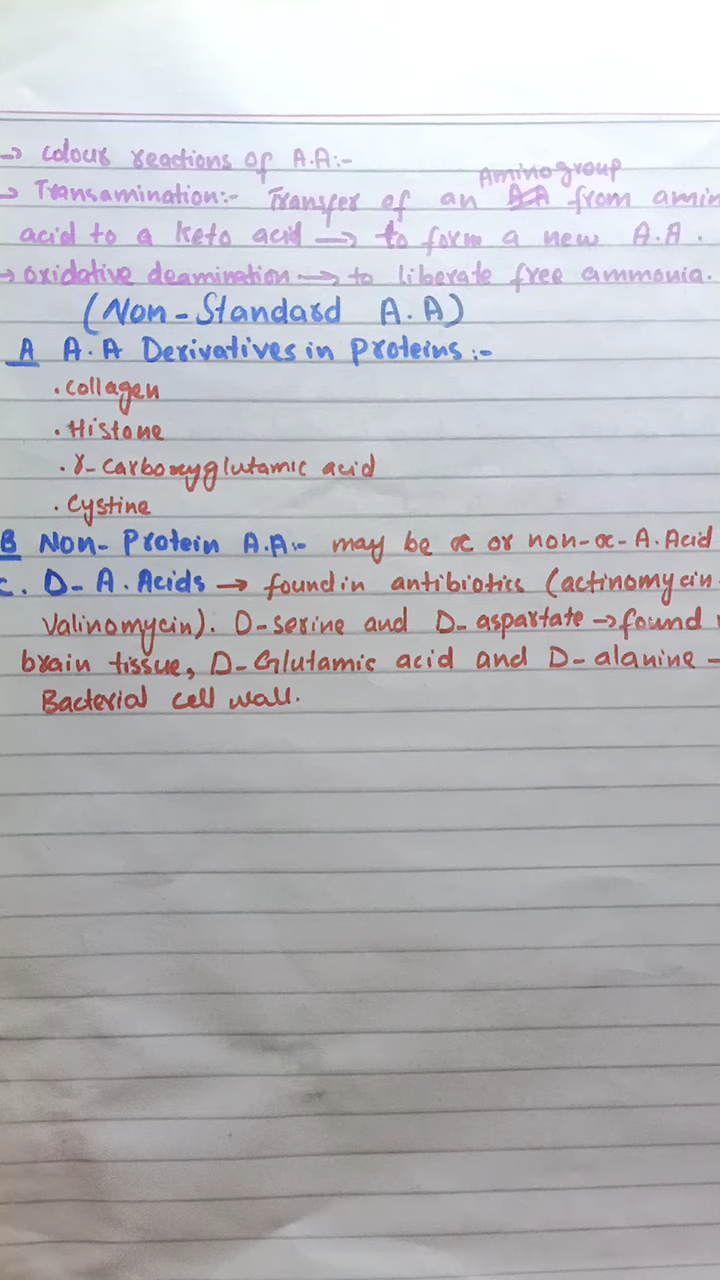 → colour reactions of A.A:-
Amino group
→ Transamination:- Transfer of an from amin
acid to a keto acid → to form a new A.A.
→ oxidative deamination → to liberate free ammonia.
(Non-Standard A.A)
A A.A Derivatives in Proteins:-
. Collagen
. Histone
. γ-carboxyglutamic acid
. Cystine
B Non-Protein A.A:- may be α or non-α-A.Acid
C. D-A.Acids → found in antibiotics (actinomycin-
Valinomycin). D-serine and D-aspartate → found
brain tissue, D-Glutamic acid and D-alanine -
Bacterial cell wall.